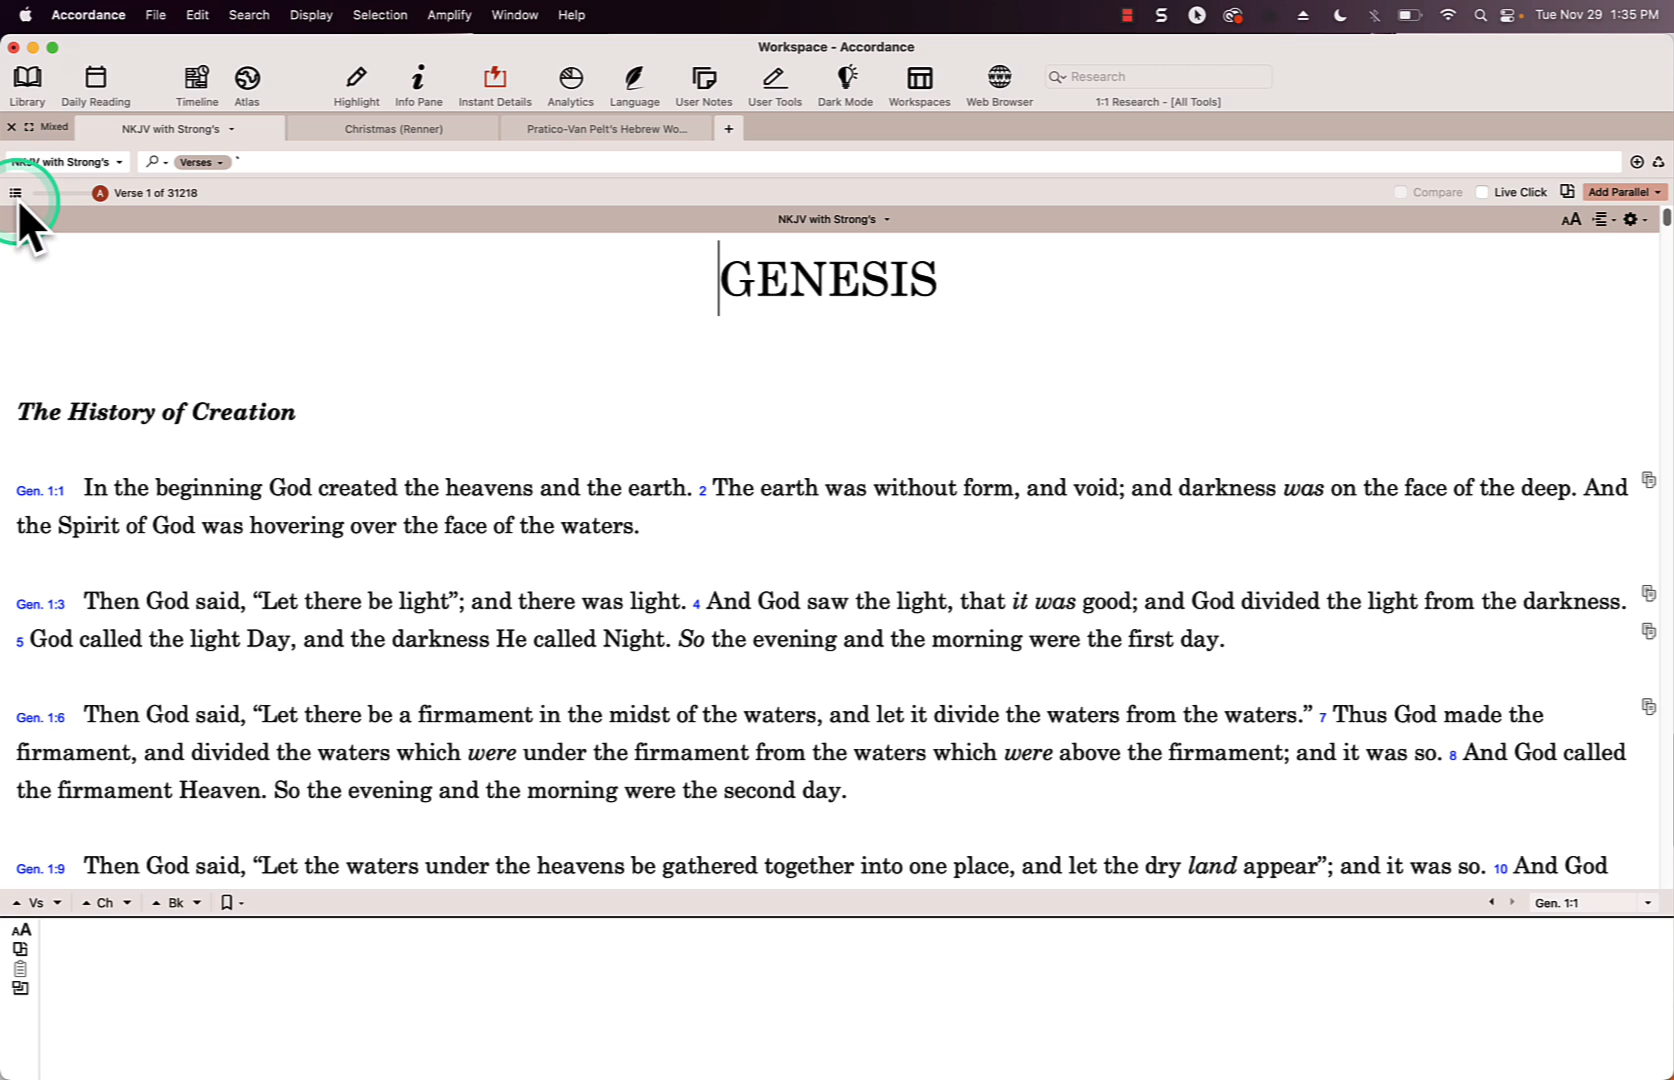 Accordance File Edit Search Display Selection Amplify Window Help Tue Nov 29 1:35 PM
Workspace - Accordance
Research
Library Daily Reading Timeline Atlas Highlight Info Pane Instant Details Analytics Language User Notes User Tools Dark Mode Workspaces Web Browser 1:1 Research - [All Tools]
Mixed NKJV with Strong's Christmas (Renner) Pratico-Van Pelt's Hebrew Wo... +
NKJV with Strong's Verses
A Verse 1 of 31218 Compare Live Click Add Parallel
NKJV with Strong's AA
GENESIS
The History of Creation
Gen. 1:1 In the beginning God created the heavens and the earth. 2 The earth was without form, and void; and darkness was on the face of the deep. And
the Spirit of God was hovering over the face of the waters.
Gen. 1:3 Then God said, “Let there be light”; and there was light. 4 And God saw the light, that it was good; and God divided the light from the darkness.
5 God called the light Day, and the darkness He called Night. So the evening and the morning were the first day.
Gen. 1:6 Then God said, “Let there be a firmament in the midst of the waters, and let it divide the waters from the waters.” 7 Thus God made the
firmament, and divided the waters which were under the firmament from the waters which were above the firmament; and it was so. 8 And God called
the firmament Heaven. So the evening and the morning were the second day.
Gen. 1:9 Then God said, “Let the waters under the heavens be gathered together into one place, and let the dry land appear”; and it was so. 10 And God
Vs Ch Bk Gen. 1:1
AA